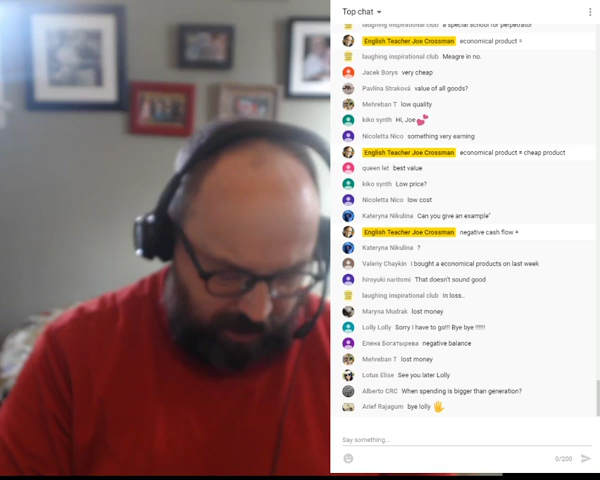 Top chat
laughing inspirational club a special school for perpetrator
English Teacher Joe Crossman economical product =
laughing inspirational club Meagre in no.
Jacek Borys very cheap
Pavlína Straková value of all goods?
Mehreban T low quality
kiko synth Hi, Joe💕
Nicoletta Nico something very earning
English Teacher Joe Crossman economical product = cheap product
queen let best value
kiko synth Low price?
Nicoletta Nico low cost
Kateryna Nikulina Can you give an example"
English Teacher Joe Crossman negative cash flow =
Kateryna Nikulina ?
Valeriy Chaykin i bought a economical products on last week
hiroyuki naritomi That doesn't sound good
laughing inspirational club In loss..
Maryna Mudrak lost money
Lolly Lolly Sorry I have to go!!! Bye bye !!!!!!
Елена Богатырева negative balance
Mehreban T lost money
Lotus Elise See you later Lolly
Alberto CRC When spending is bigger than generation?
Arief Rajagum bye lolly 🖐
Say something...
0/200